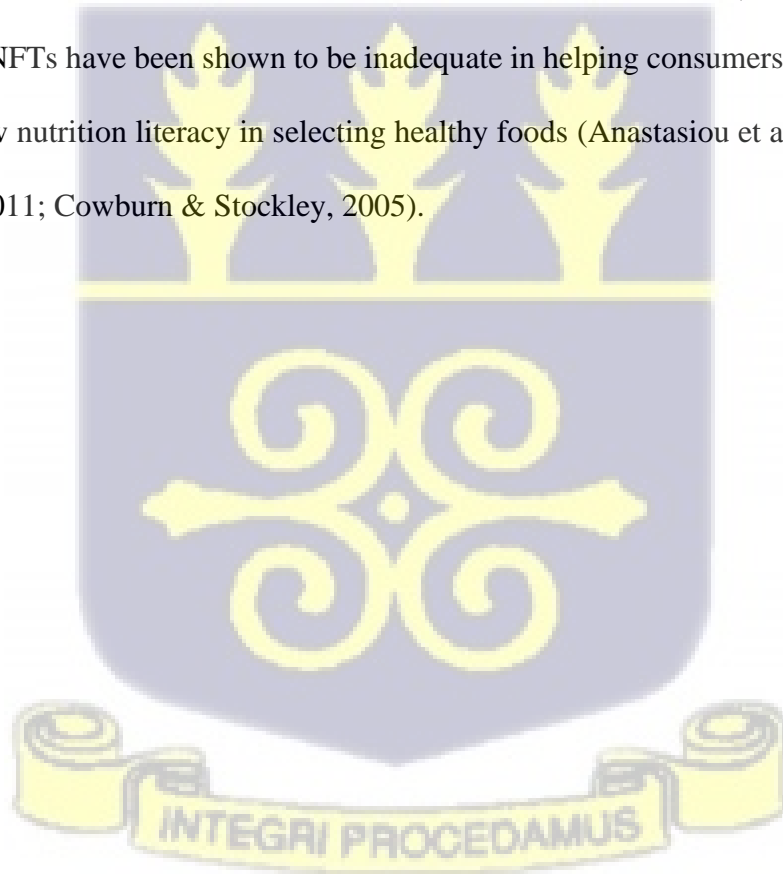 NFTs have been shown to be inadequate in helping consumers
nutrition literacy in selecting healthy foods (Anastasiou et
Cowburn & Stockley, 2005).
INTEGRI PROCEDAMUS